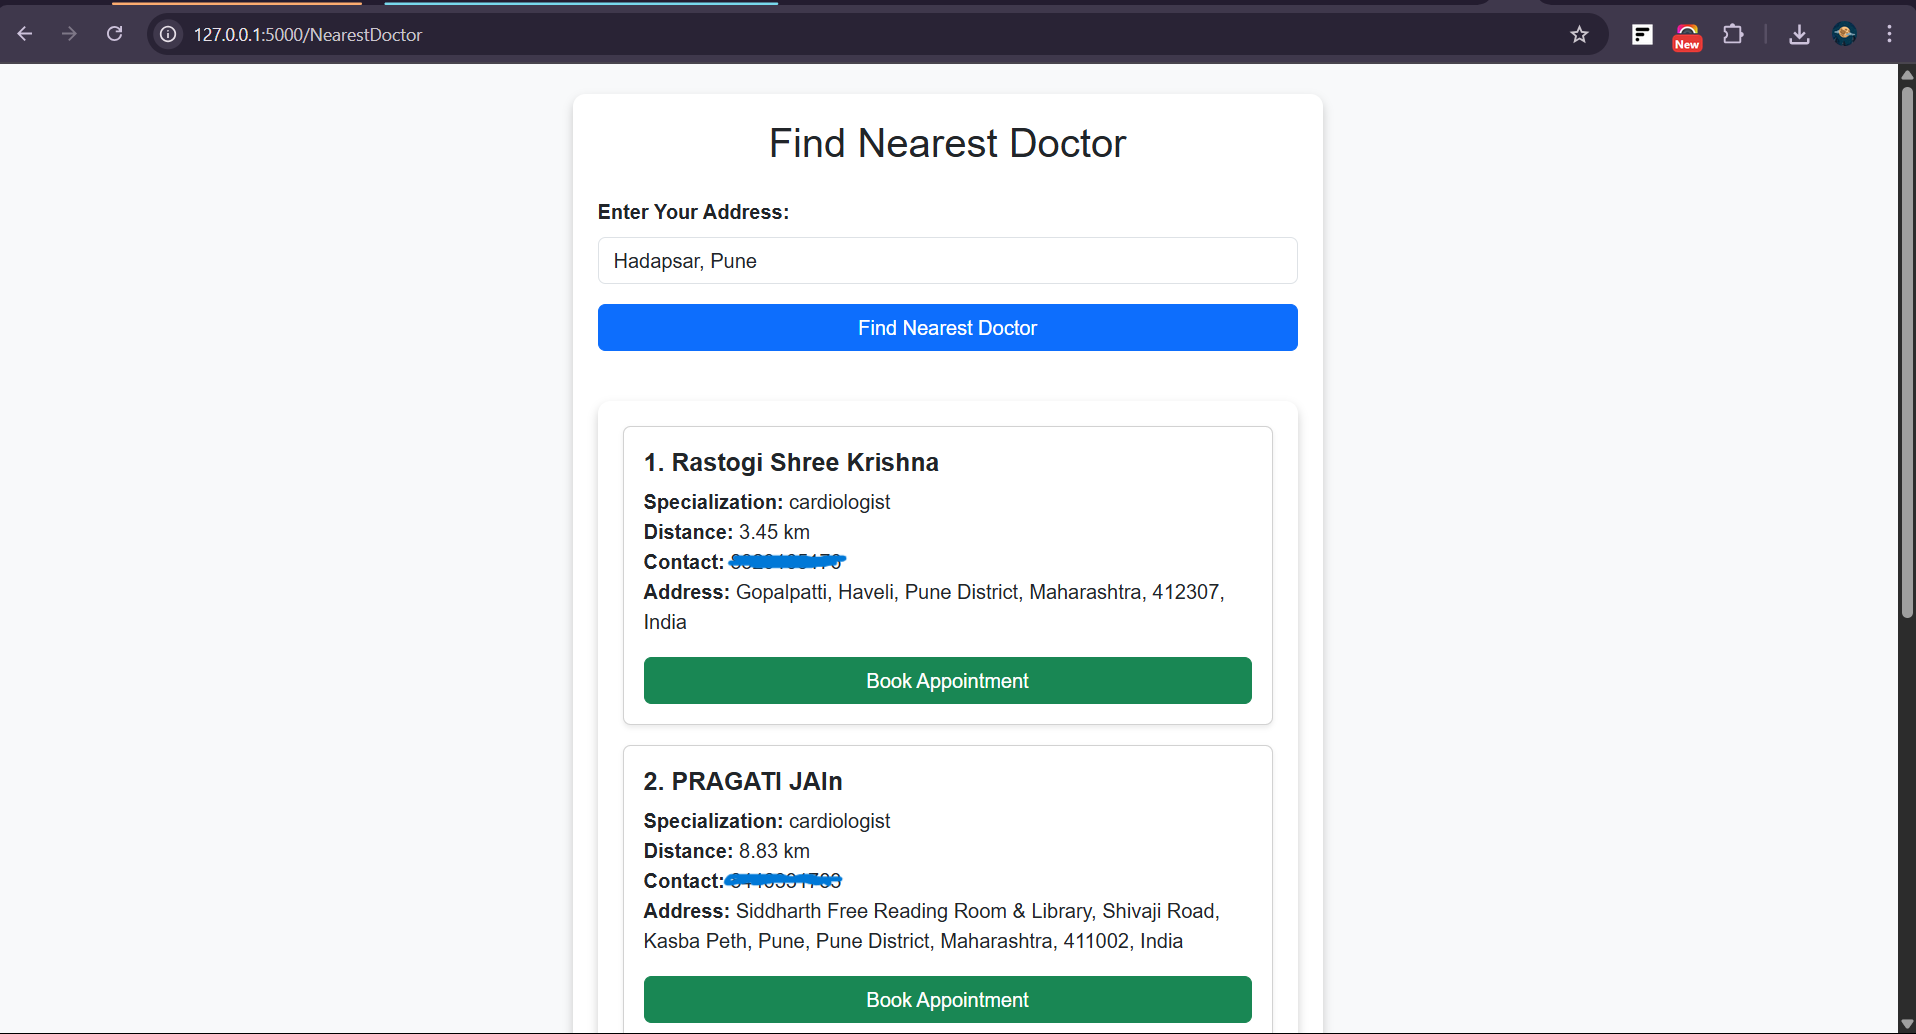 127.0.0.1:5000/NearestDoctor
New
Find Nearest Doctor
Enter Your Address:
Hadapsar, Pune
Find Nearest Doctor
1. Rastogi Shree Krishna
Specialization: cardiologist
Distance: 3.45 km
Contact:
Address: Gopalpatti, Haveli, Pune District, Maharashtra, 412307,
India
Book Appointment
2. PRAGATI JAIn
Specialization: cardiologist
Distance: 8.83 km
Contact:
Address: Siddharth Free Reading Room & Library, Shivaji Road,
Kasba Peth, Pune, Pune District, Maharashtra, 411002, India
Book Appointment